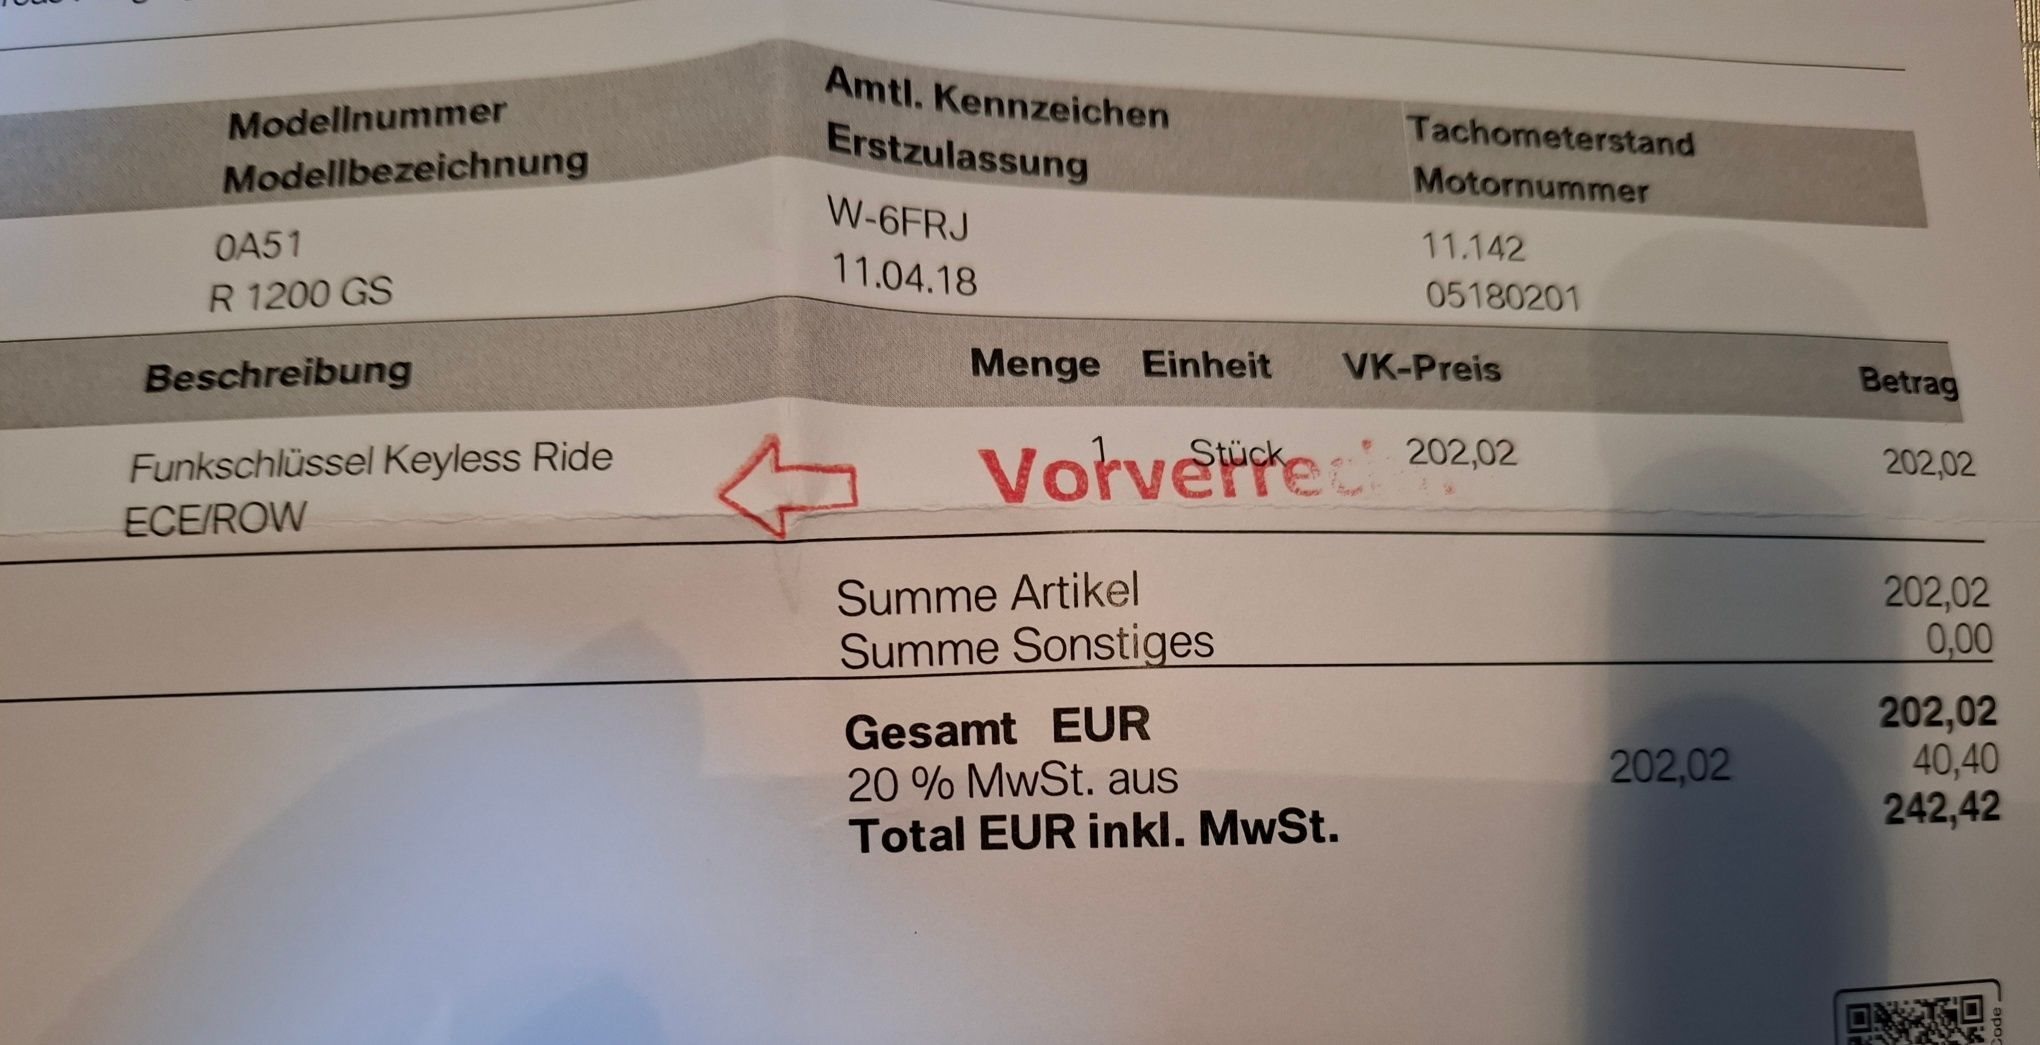 Modellnummer Amtl. Kennzeichen Tachometerstand
Modellbezeichnung Erstzulassung Motornummer
0A51 W-6FRJ 11.142
R 1200 GS 11.04.18 05180201
Beschreibung Menge Einheit VK-Preis Betrag
Funkschlüssel Keyless Ride 1 Stück 202,02 202,02
ECE/ROW
Summe Artikel 202,02
Summe Sonstiges 0,00
Gesamt EUR 202,02
20 % MwSt. aus 202,02 40,40
Total EUR inkl. MwSt. 242,42